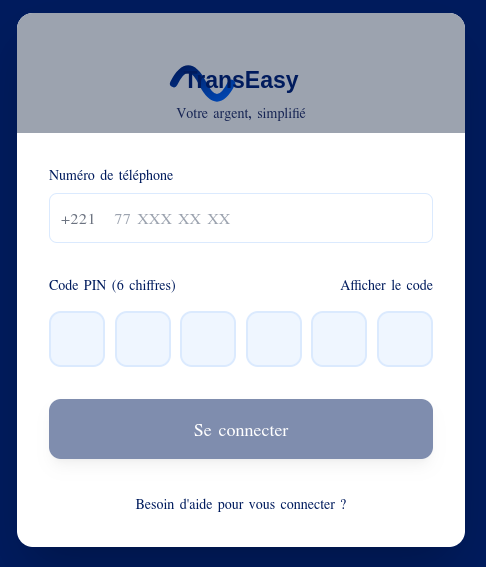 TransEasy
Votre argent, simplifié
Numéro de téléphone
+221 77 XXX XX XX
Code PIN (6 chiffres) Afficher le code
Se connecter
Besoin d'aide pour vous connecter ?